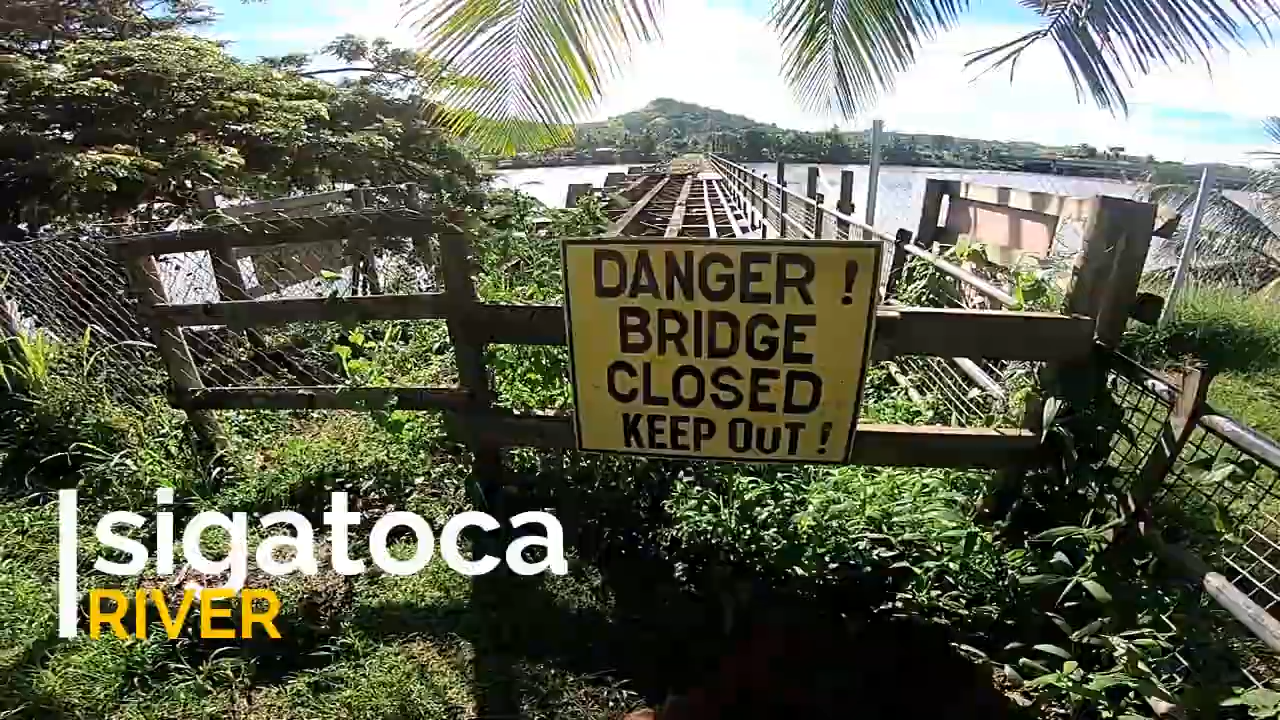 DANGER !
BRIDGE
CLOSED
KEEP OUT !
sigatoca
RIVER